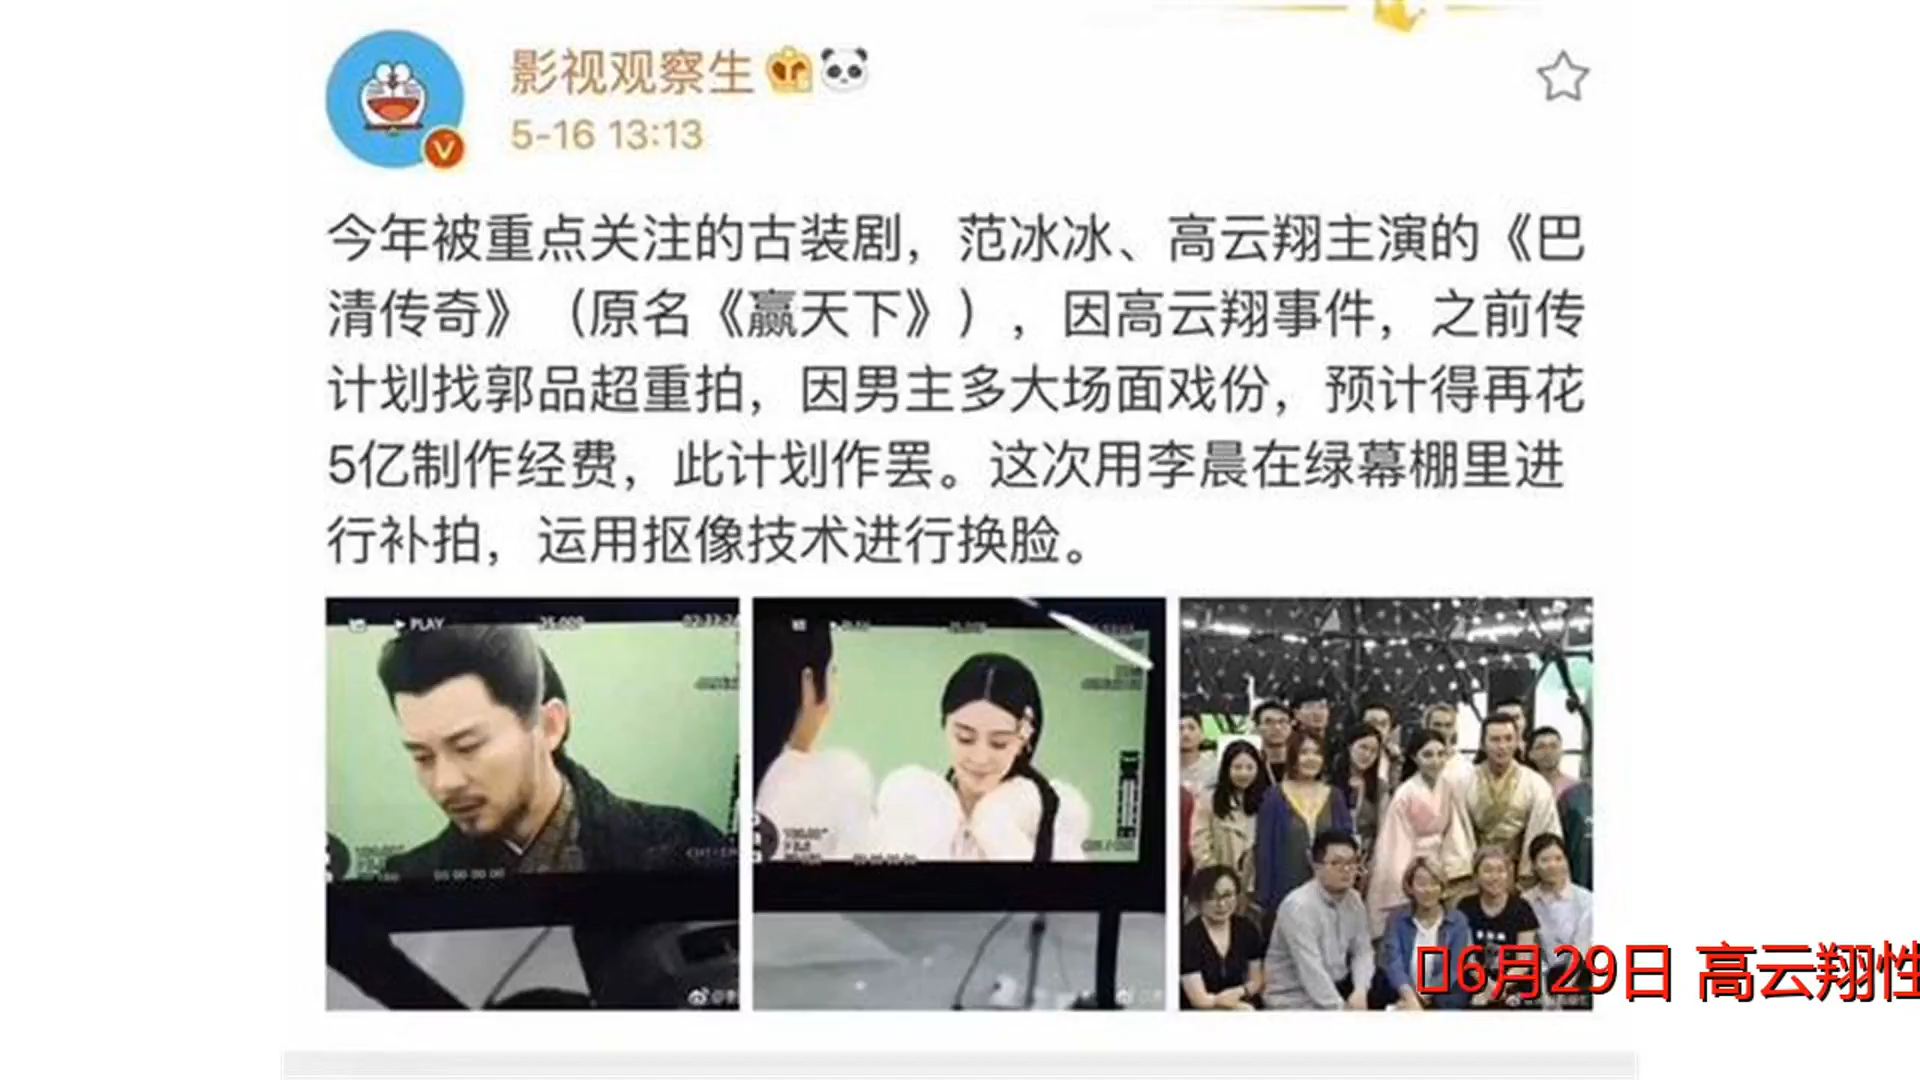 影视观察生
5-16 13:13
今年被重点关注的古装剧，范冰冰、高云翔主演的《巴
清传奇》（原名《赢天下》），因高云翔事件，之前传
计划找郭品超重拍，因男主多大场面戏份，预计得再花
5亿制作经费，此计划作罢。这次用李晨在绿幕棚里进
行补拍，运用抠像技术进行换脸。
PLAY
6月29日 高云翔性